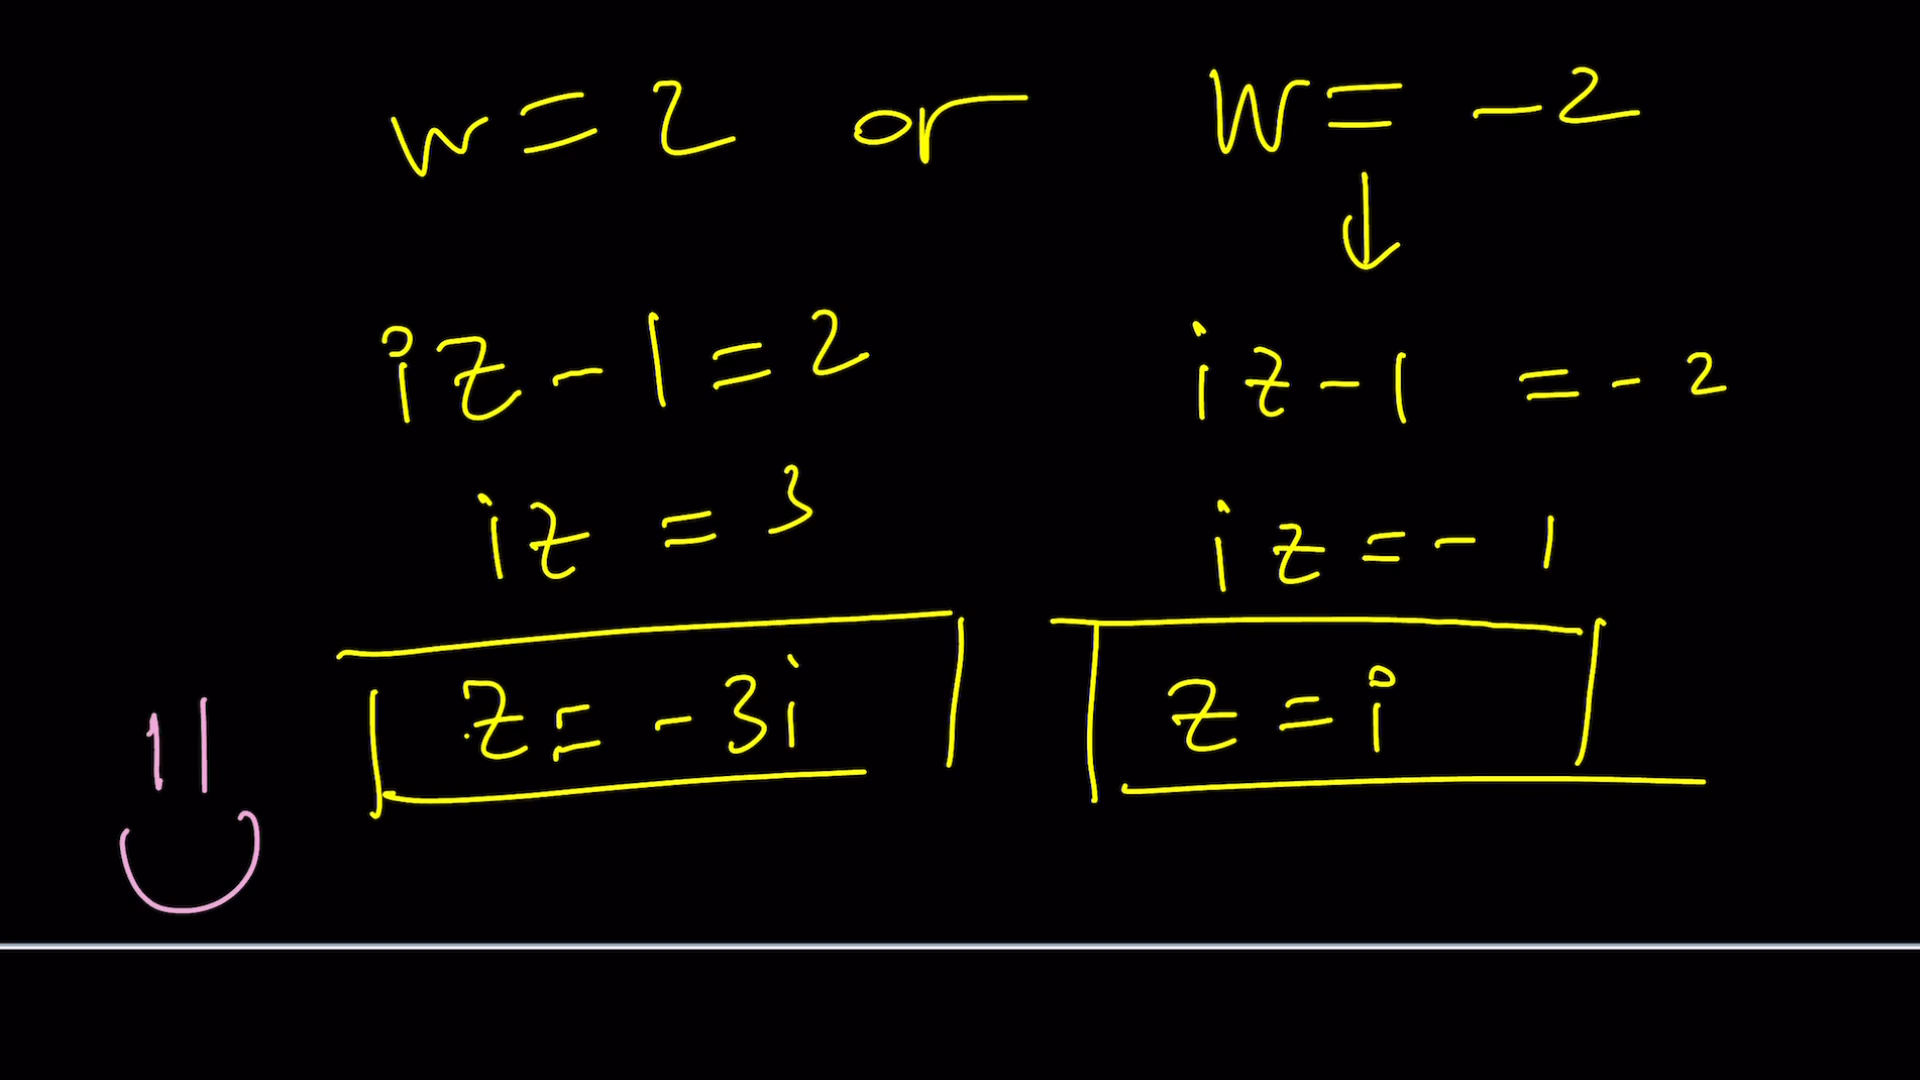 w = 2 or w = -2
iz - 1 = 2 iz - 1 = -2
iz = 3 iz = -1
z = -3i z = i